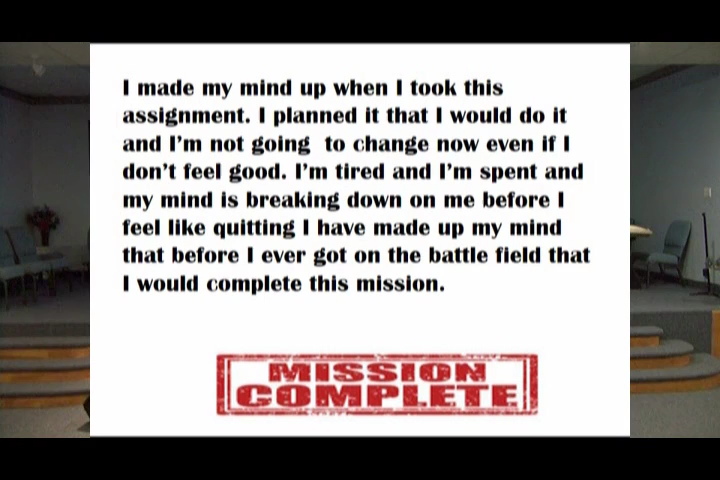 I made my mind up when I took this
assignment. I planned it that I would do it
and I'm not going  to change now even if I
don't feel good. I'm tired and I'm spent and
my mind is breaking down on me before I
feel like quitting I have made up my mind
that before I ever got on the battle field that
I would complete this mission.
MISSION
COMPLETE